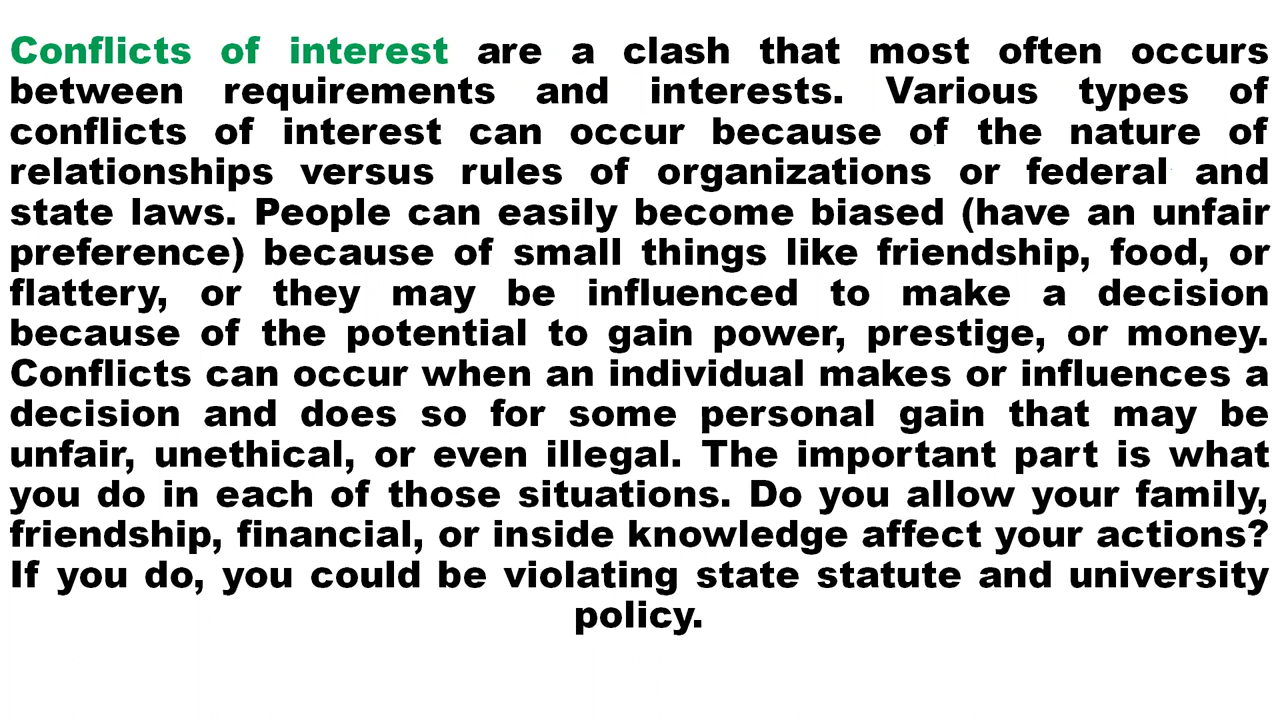 Conflicts of interest are a clash that most often occurs
between requirements and interests. Various types of
conflicts of interest can occur because of the nature of
relationships versus rules of organizations or federal and
state laws. People can easily become biased (have an unfair
preference) because of small things like friendship, food, or
flattery, or they may be influenced to make a decision
because of the potential to gain power, prestige, or money.
Conflicts can occur when an individual makes or influences a
decision and does so for some personal gain that may be
unfair, unethical, or even illegal. The important part is what
you do in each of those situations. Do you allow your family,
friendship, financial, or inside knowledge affect your actions?
If you do, you could be violating state statute and university
policy.